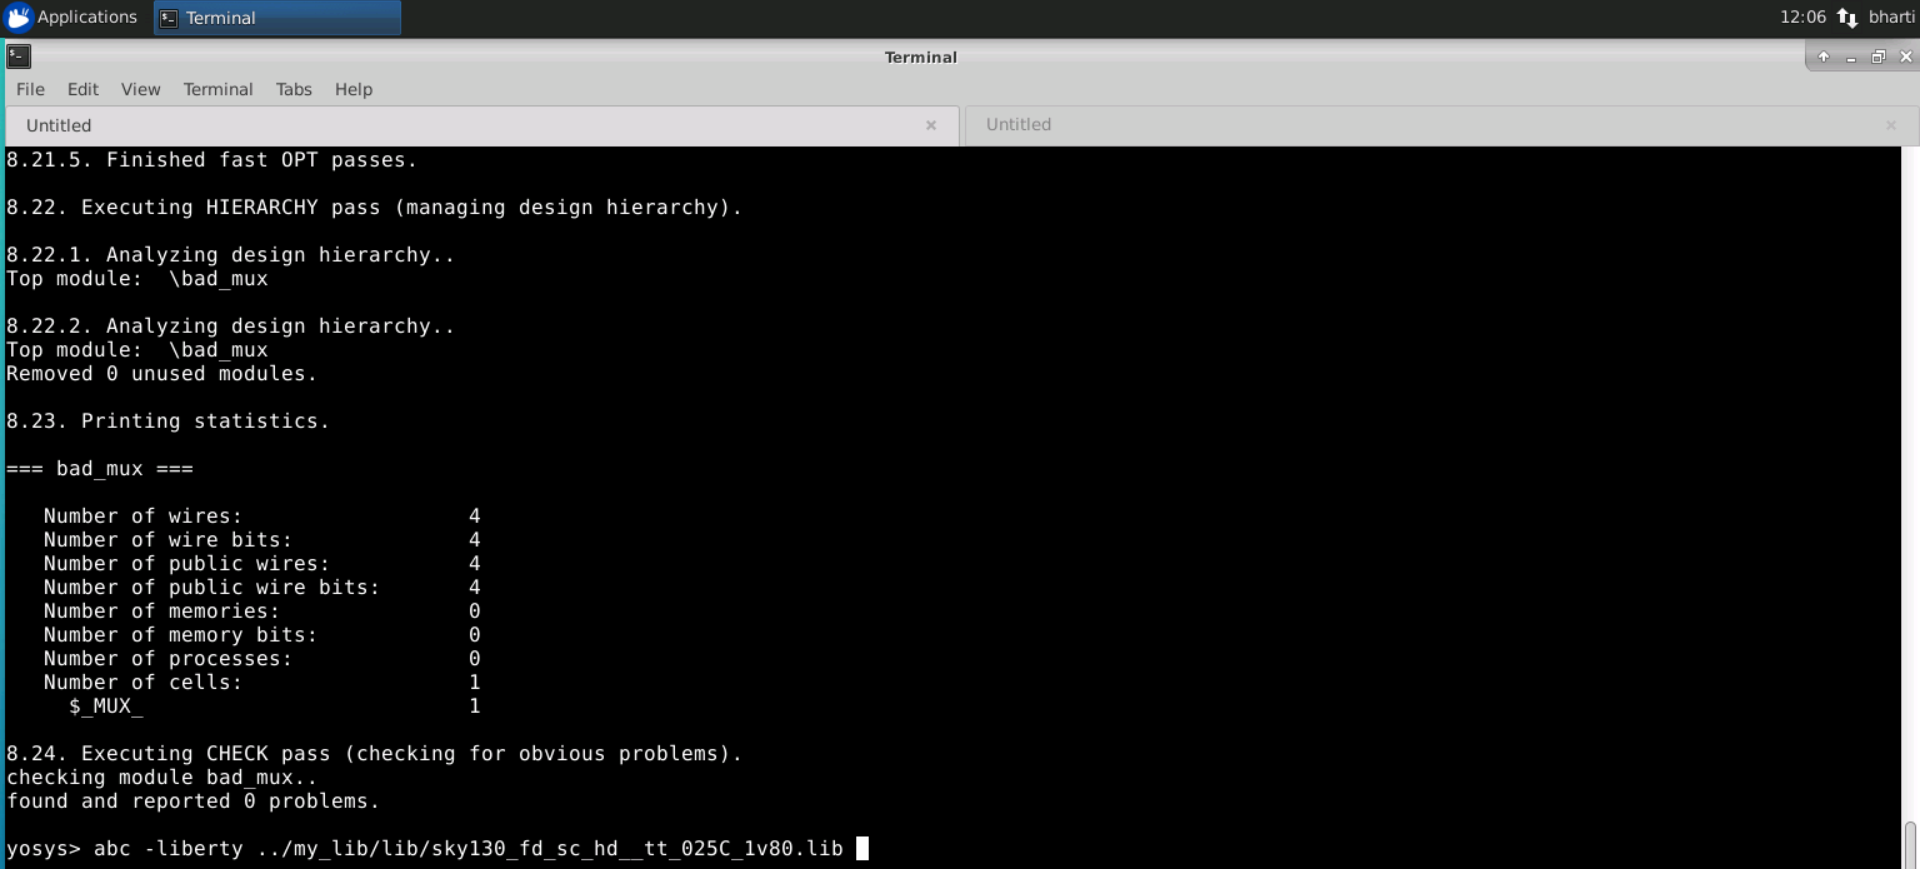 Applications Terminal 12:06 bharti
Terminal
File Edit View Terminal Tabs Help
Untitled Untitled
8.21.5. Finished fast OPT passes.
8.22. Executing HIERARCHY pass (managing design hierarchy).
8.22.1. Analyzing design hierarchy..
Top module:  \bad_mux
8.22.2. Analyzing design hierarchy..
Top module:  \bad_mux
Removed 0 unused modules.
8.23. Printing statistics.
=== bad_mux ===
Number of wires: 4
Number of wire bits: 4
Number of public wires: 4
Number of public wire bits: 4
Number of memories: 0
Number of memory bits: 0
Number of processes: 0
Number of cells: 1
$_MUX_ 1
8.24. Executing CHECK pass (checking for obvious problems).
checking module bad_mux..
found and reported 0 problems.
yosys> abc -liberty ../my_lib/lib/sky130_fd_sc_hd__tt_025C_1v80.lib